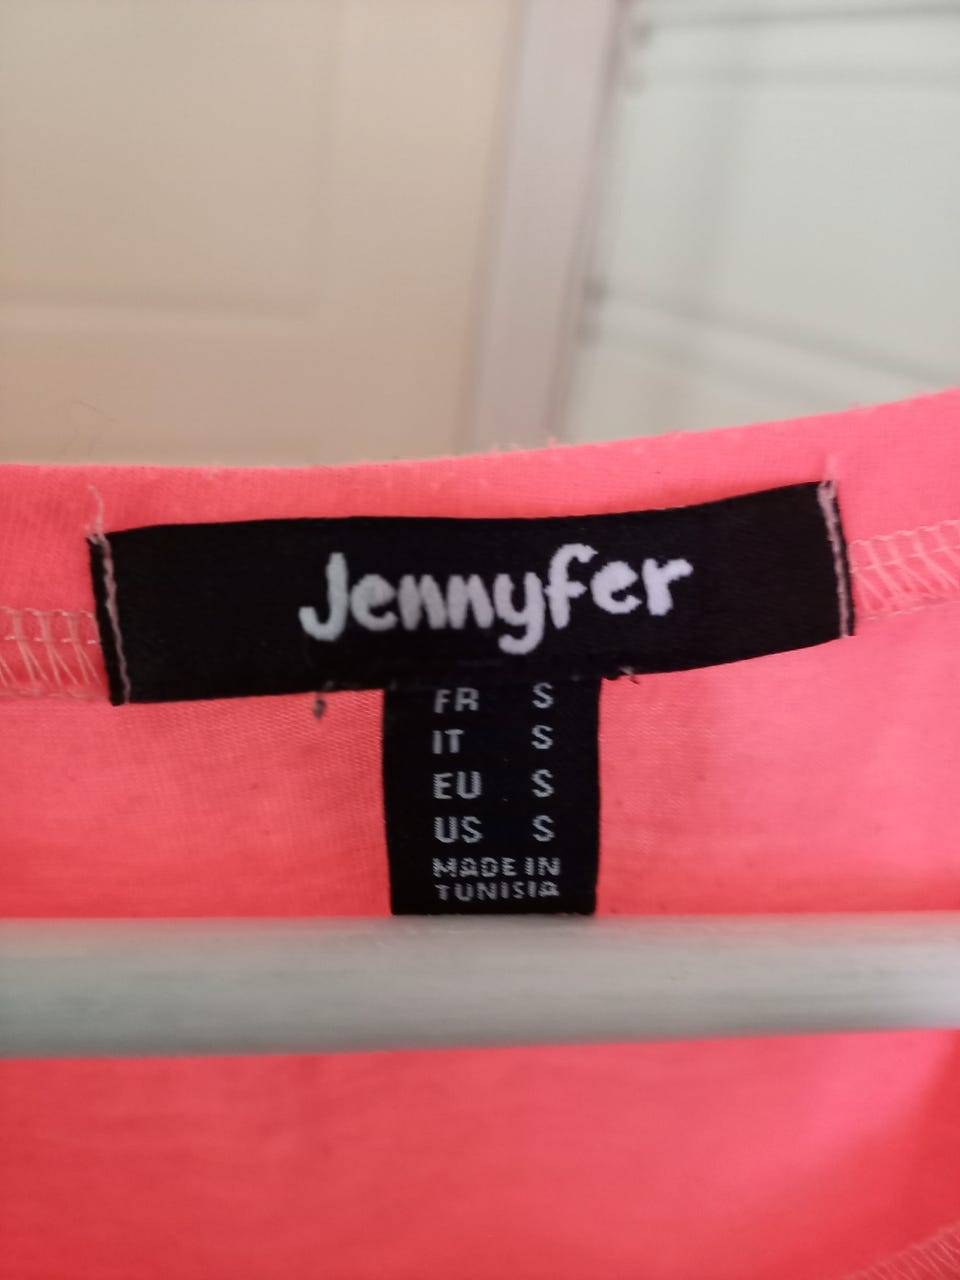 Jennyfer
FR S
IT S
EU S
US S
MADE IN
TUNISIA